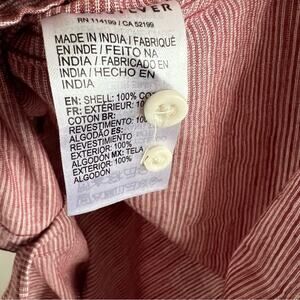 RN 114199 / CA 52199
MADE IN INDIA / FABRIQUÉ
EN INDE / FEITO NA
ÍNDIA / FABRICADO EN
INDIA / HECHO EN
INDIA
EN: SHELL: 100%
FR: EXTÉRIEUR:
COTON BR:
REVESTIMENTO: 100%
ALGODÃO ES:
REVESTIMENTO
EXTERIOR: 100%
ALGODÓN MX: TELA
EXTERIOR: 100%
ALGODÓN